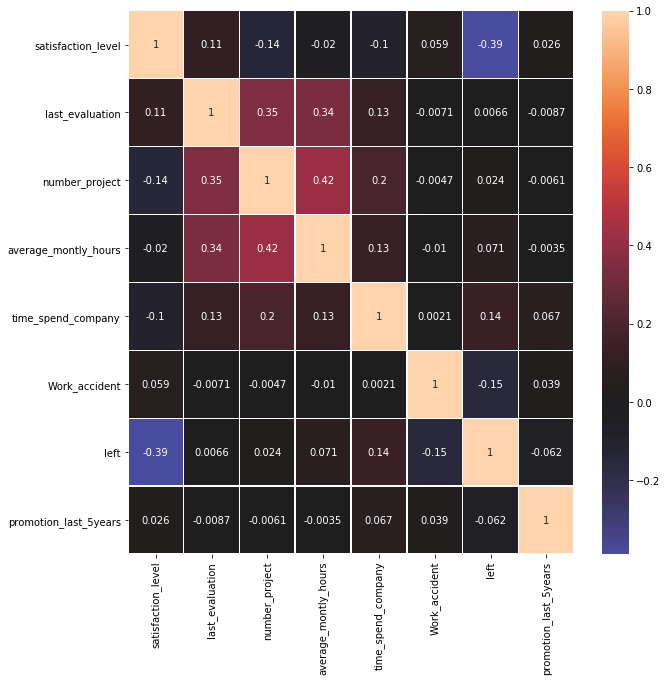 satisfaction_level 1 0.11 -0.14 -0.02 -0.1 0.059 -0.39 0.026
last_evaluation 0.11 1 0.35 0.34 0.13 -0.0071 0.0066 -0.0087
number_project -0.14 0.35 1 0.42 0.2 -0.0047 0.024 -0.0061
average_montly_hours -0.02 0.34 0.42 1 0.13 -0.01 0.071 -0.0035
time_spend_company -0.1 0.13 0.2 0.13 1 0.0021 0.14 0.067
Work_accident 0.059 -0.0071 -0.0047 -0.01 0.0021 1 -0.15 0.039
left -0.39 0.0066 0.024 0.071 0.14 -0.15 1 -0.062
promotion_last_5years 0.026 -0.0087 -0.0061 -0.0035 0.067 0.039 -0.062 1
satisfaction_level
last_evaluation
number_project
average_montly_hours
time_spend_company
Work_accident
left
promotion_last_5years
1.0
0.8
0.6
0.4
0.2
0.0
−0.2